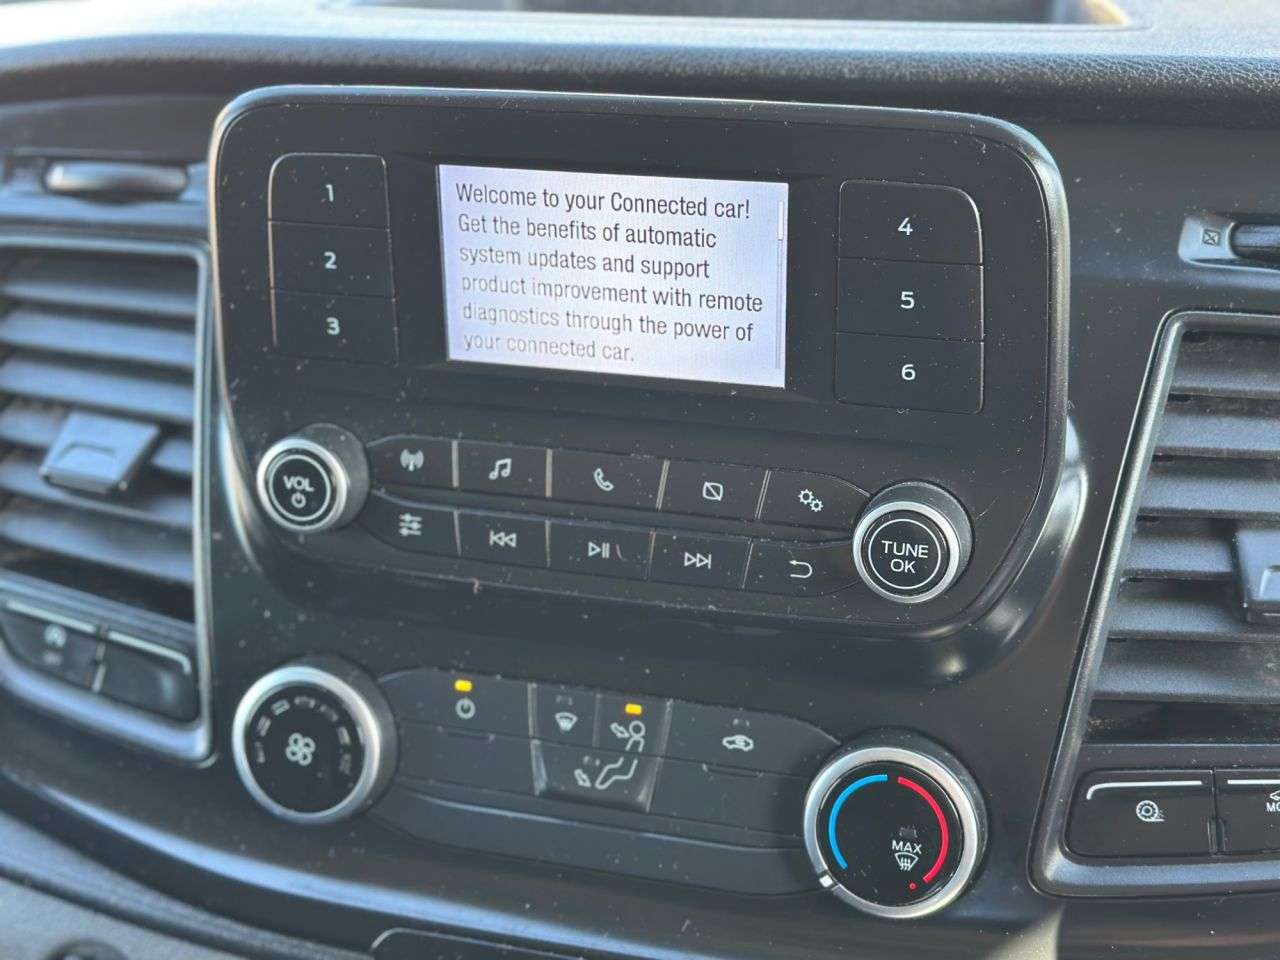 1
2
3
Welcome to your Connected car!
Get the benefits of automatic
system updates and support
product improvement with remote
diagnostics through the power of
your connected car.
4
5
6
VOL
TUNE
OK
MAX